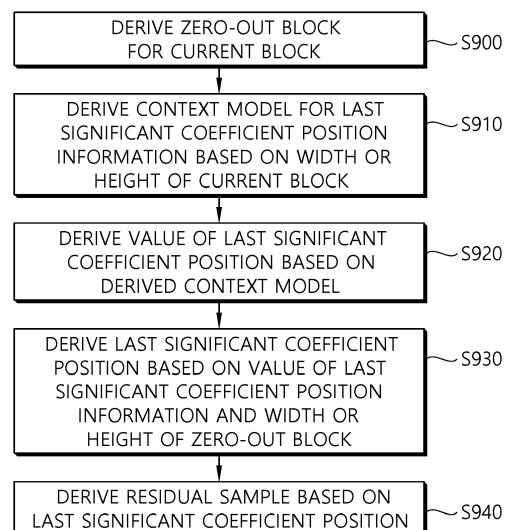 DERIVE ZERO-OUT BLOCK
FOR CURRENT BLOCK
S900
DERIVE CONTEXT MODEL FOR LAST
SIGNIFICANT COEFFICIENT POSITION
INFORMATION BASED ON WIDTH OR
HEIGHT OF CURRENT BLOCK
S910
DERIVE VALUE OF LAST SIGNIFICANT
COEFFICIENT POSITION BASED ON
DERIVED CONTEXT MODEL
S920
DERIVE LAST SIGNIFICANT COEFFICIENT
POSITION BASED ON VALUE OF LAST
SIGNIFICANT COEFFICIENT POSITION
INFORMATION AND WIDTH OR
HEIGHT OF ZERO-OUT BLOCK
S930
DERIVE RESIDUAL SAMPLE BASED ON
LAST SIGNIFICANT COEFFICIENT POSITION
S940